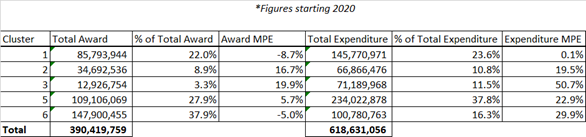 *Figures starting 2020
Cluster Total Award % of Total Award Award MPE Total Expenditure % of Total Expenditure Expenditure MPE
1 85,793,944 22.0% -8.7% 145,770,971 23.6% 0.1%
2 34,692,536 8.9% 16.7% 66,866,476 10.8% 19.5%
3 12,926,754 3.3% 19.9% 71,189,968 11.5% 50.7%
5 109,106,069 27.9% 5.7% 234,022,878 37.8% 22.9%
6 147,900,455 37.9% -5.0% 100,780,763 16.3% 29.9%
Total 390,419,759 618,631,056